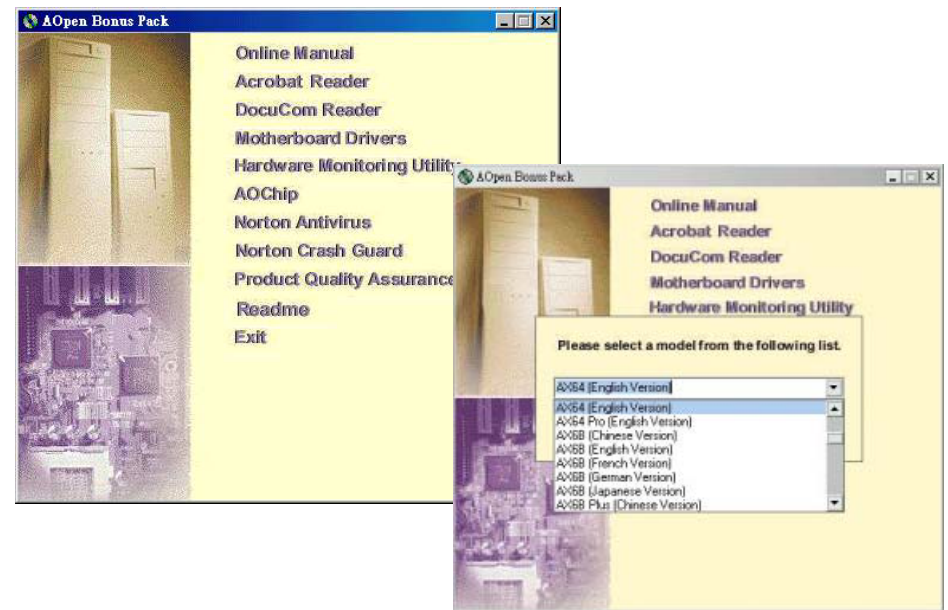 AOpen Bonus Pack
Online Manual
Acrobat Reader
DocuCom Reader
Motherboard Drivers
Hardware Monitoring Utility
AOChip
Norton Antivirus
Norton Crash Guard
Product Quality Assurance
Readme
Exit
AOpen Bonus Pack
Online Manual
Acrobat Reader
DocuCom Reader
Motherboard Drivers
Hardware Monitoring Utility
Please select a model from the following list.
AX64 (English Version)
AX64 (English Version)
AX64 Pro (English Version)
AX6B (Chinese Version)
AX6B (English Version)
AX6B (French Version)
AX6B (German Version)
AX6B (Japanese Version)
AX6B Plus (Chinese Version)